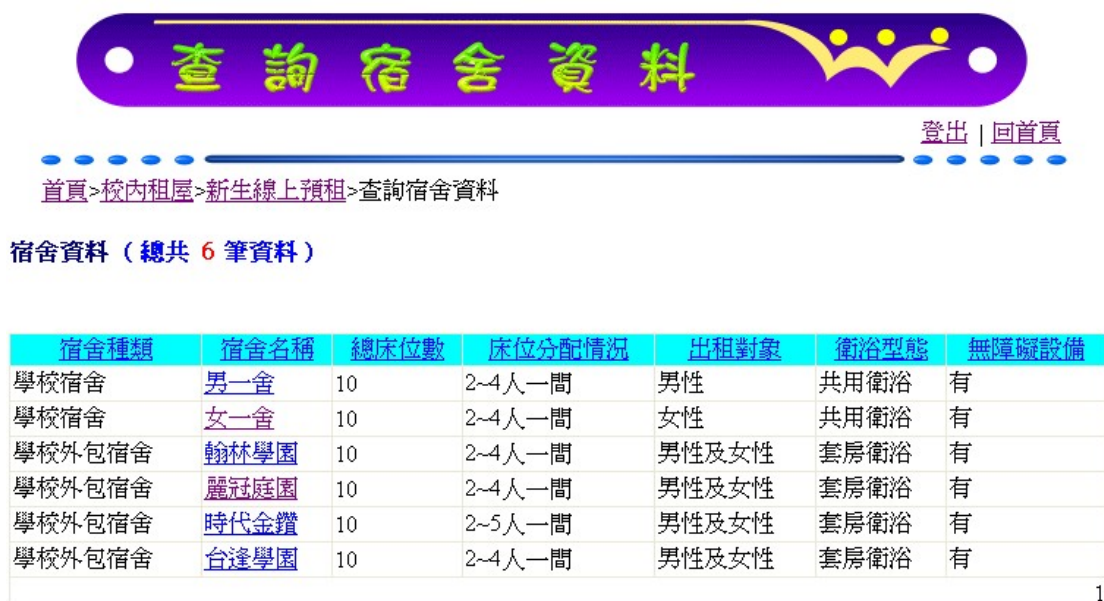 查詢宿舍資料
登出 | 回首頁
首頁>校內租屋>新生線上預租>查詢宿舍資料
宿舍資料 (總共 6 筆資料)
宿舍種類 宿舍名稱 總床位數 床位分配情況 出租對象 衛浴型態 無障礙設備
學校宿舍 男一舍 10 2~4人一間 男性 共用衛浴 有
學校宿舍 女一舍 10 2~4人一間 女性 共用衛浴 有
學校外包宿舍 翰林學園 10 2~4人一間 男性及女性 套房衛浴 有
學校外包宿舍 麗冠庭園 10 2~4人一間 男性及女性 套房衛浴 有
學校外包宿舍 時代金鑽 10 2~5人一間 男性及女性 套房衛浴 有
學校外包宿舍 台逢學園 10 2~4人一間 男性及女性 套房衛浴 有
1